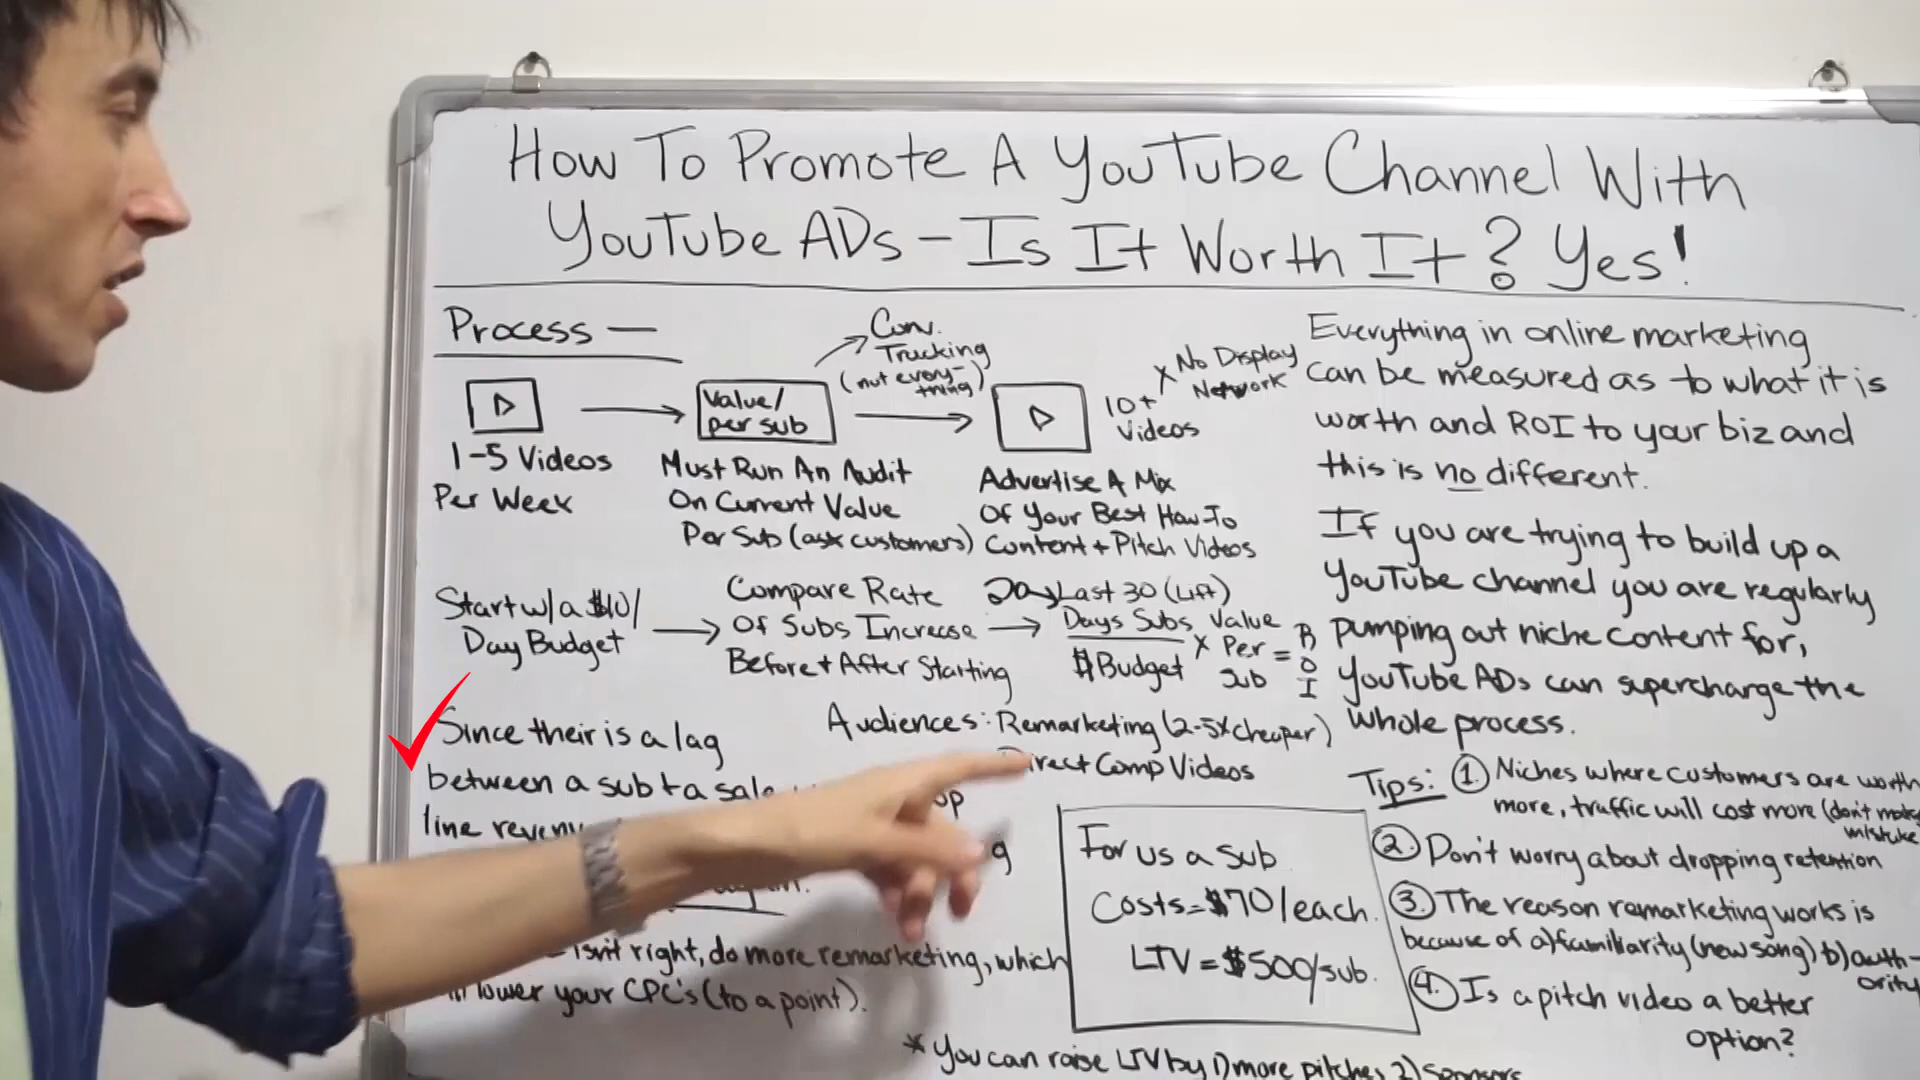 How To Promote A YouTube Channel With
YouTube ADs - Is It Worth It? Yes!
Process —
1-5 Videos
Per Week
Value/
per sub
Must Run An Audit
On Current Value
Per Sub (ask customers)
Conv.
Tracking
(not every-
thing)
10+
Videos
x No Display
Network
Advertise A Mix
Of Your Best How-To
Content + Pitch Videos
Start w/a $10/
Day Budget
Compare Rate
Of Subs Increase
Before + After Starting
Last 30 (Lift)
Days Subs
$Budget
x
Value
Per
Sub
= ROI
Since their is a lag
between a sub + a sale
line
Audiences: Remarketing (2-5x cheaper)
Comp Videos
isn't right, do more remarketing, which
lower your CPC's (to a point).
For us a sub
Costs = $70/each.
LTV = $500/sub.
* You can raise LTV by 1) more pitches 2) sponsors
Everything in online marketing
can be measured as to what it is
worth and ROI to your biz and
this is no different.
If you are trying to build up a
YouTube channel you are regularly
pumping out niche content for,
YouTube ADs can supercharge the
whole process.
Tips: 1. Niches where customers are worth
more, traffic will cost more (don't
2. Don't worry about dropping retention
3. The reason remarketing works is
because of a) familiarity (new song) b) auth-
ority
4. Is a pitch video a better
option?